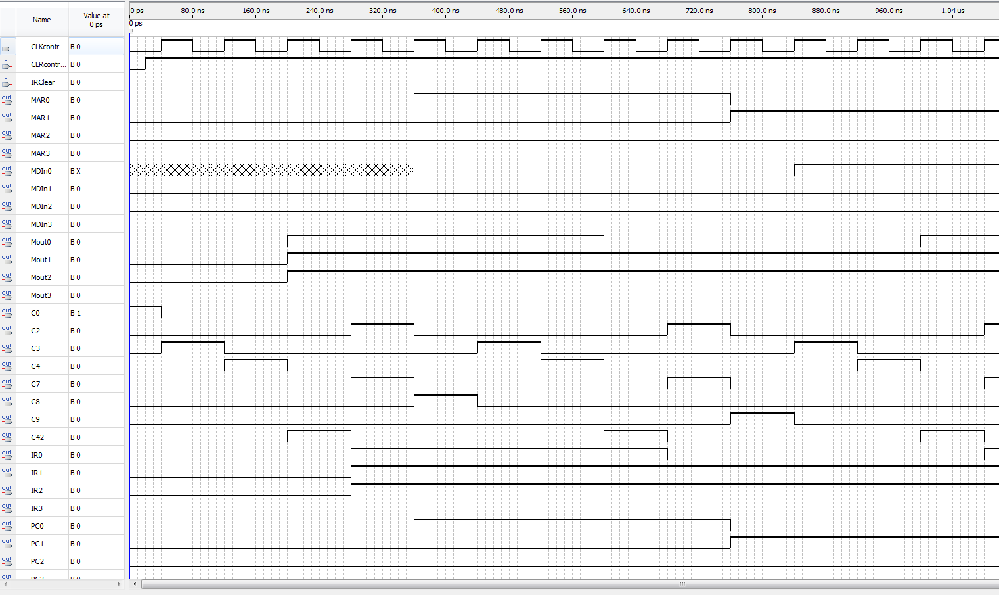 Name
Value at
0 ps
0 ps 80.0 ns 160.0 ns 240.0 ns 320.0 ns 400.0 ns 480.0 ns 560.0 ns 640.0 ns 720.0 ns 800.0 ns 880.0 ns 960.0 ns 1.04 us
0 ps
in CLKcontr... B 0
in CLRcontr... B 0
in IRClear B 0
out MAR0 B 0
out MAR1 B 0
out MAR2 B 0
out MAR3 B 0
out MDIn0 B X
out MDIn1 B 0
out MDIn2 B 0
out MDIn3 B 0
out Mout0 B 0
out Mout1 B 0
out Mout2 B 0
out Mout3 B 0
out C0 B 1
out C2 B 0
out C3 B 0
out C4 B 0
out C7 B 0
out C8 B 0
out C9 B 0
out C42 B 0
out IR0 B 0
out IR1 B 0
out IR2 B 0
out IR3 B 0
out PC0 B 0
out PC1 B 0
out PC2 B 0
out